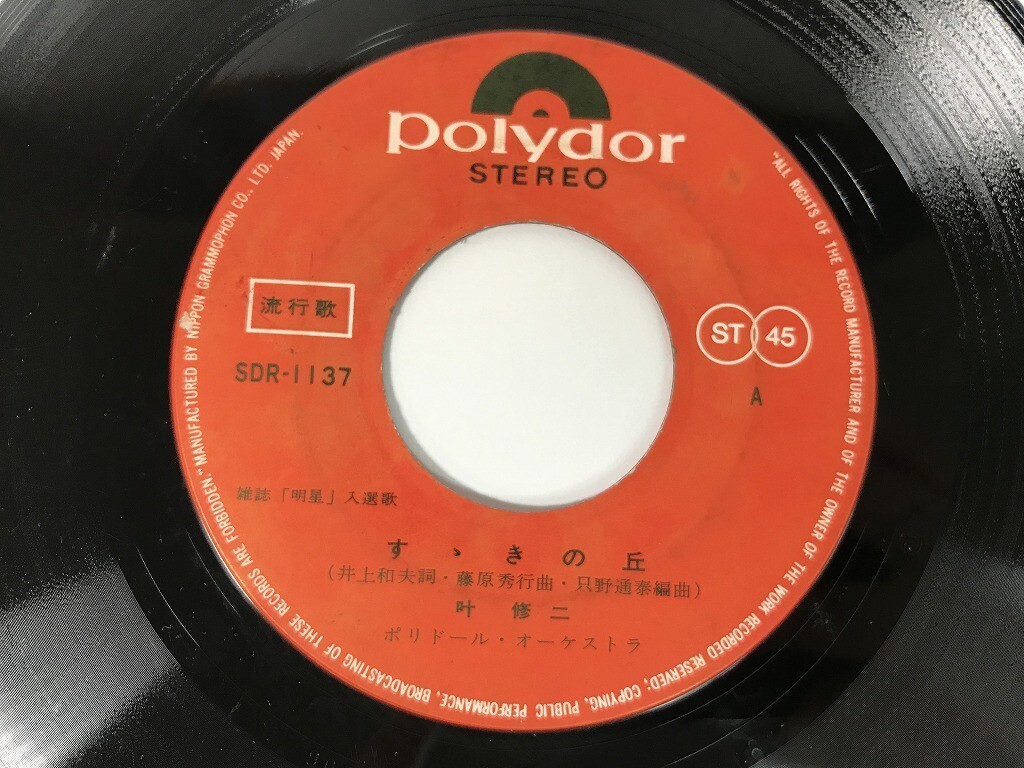 polydor
STEREO
流行歌
SDR-1137
ST 45
A
雑誌「明星」入選歌
すゝきの丘
(井上和夫詞・藤原秀行曲・只野通泰編曲)
叶修二
ポリドール・オーケストラ
"ALL RIGHTS OF THE RECORD MANUFACTURER AND OF THE OWNER OF THE WORK RECORDED RESERVED; COPYING, PUBLIC PERFORMANCE, BROADCASTING OF THESE RECORDS ARE FORBIDDEN." MANUFACTURED BY NIPPON GRAMMOPHON CO., LTD. JAPAN.